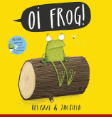 Oi FROG!
KES GRAY & JIM FIELD